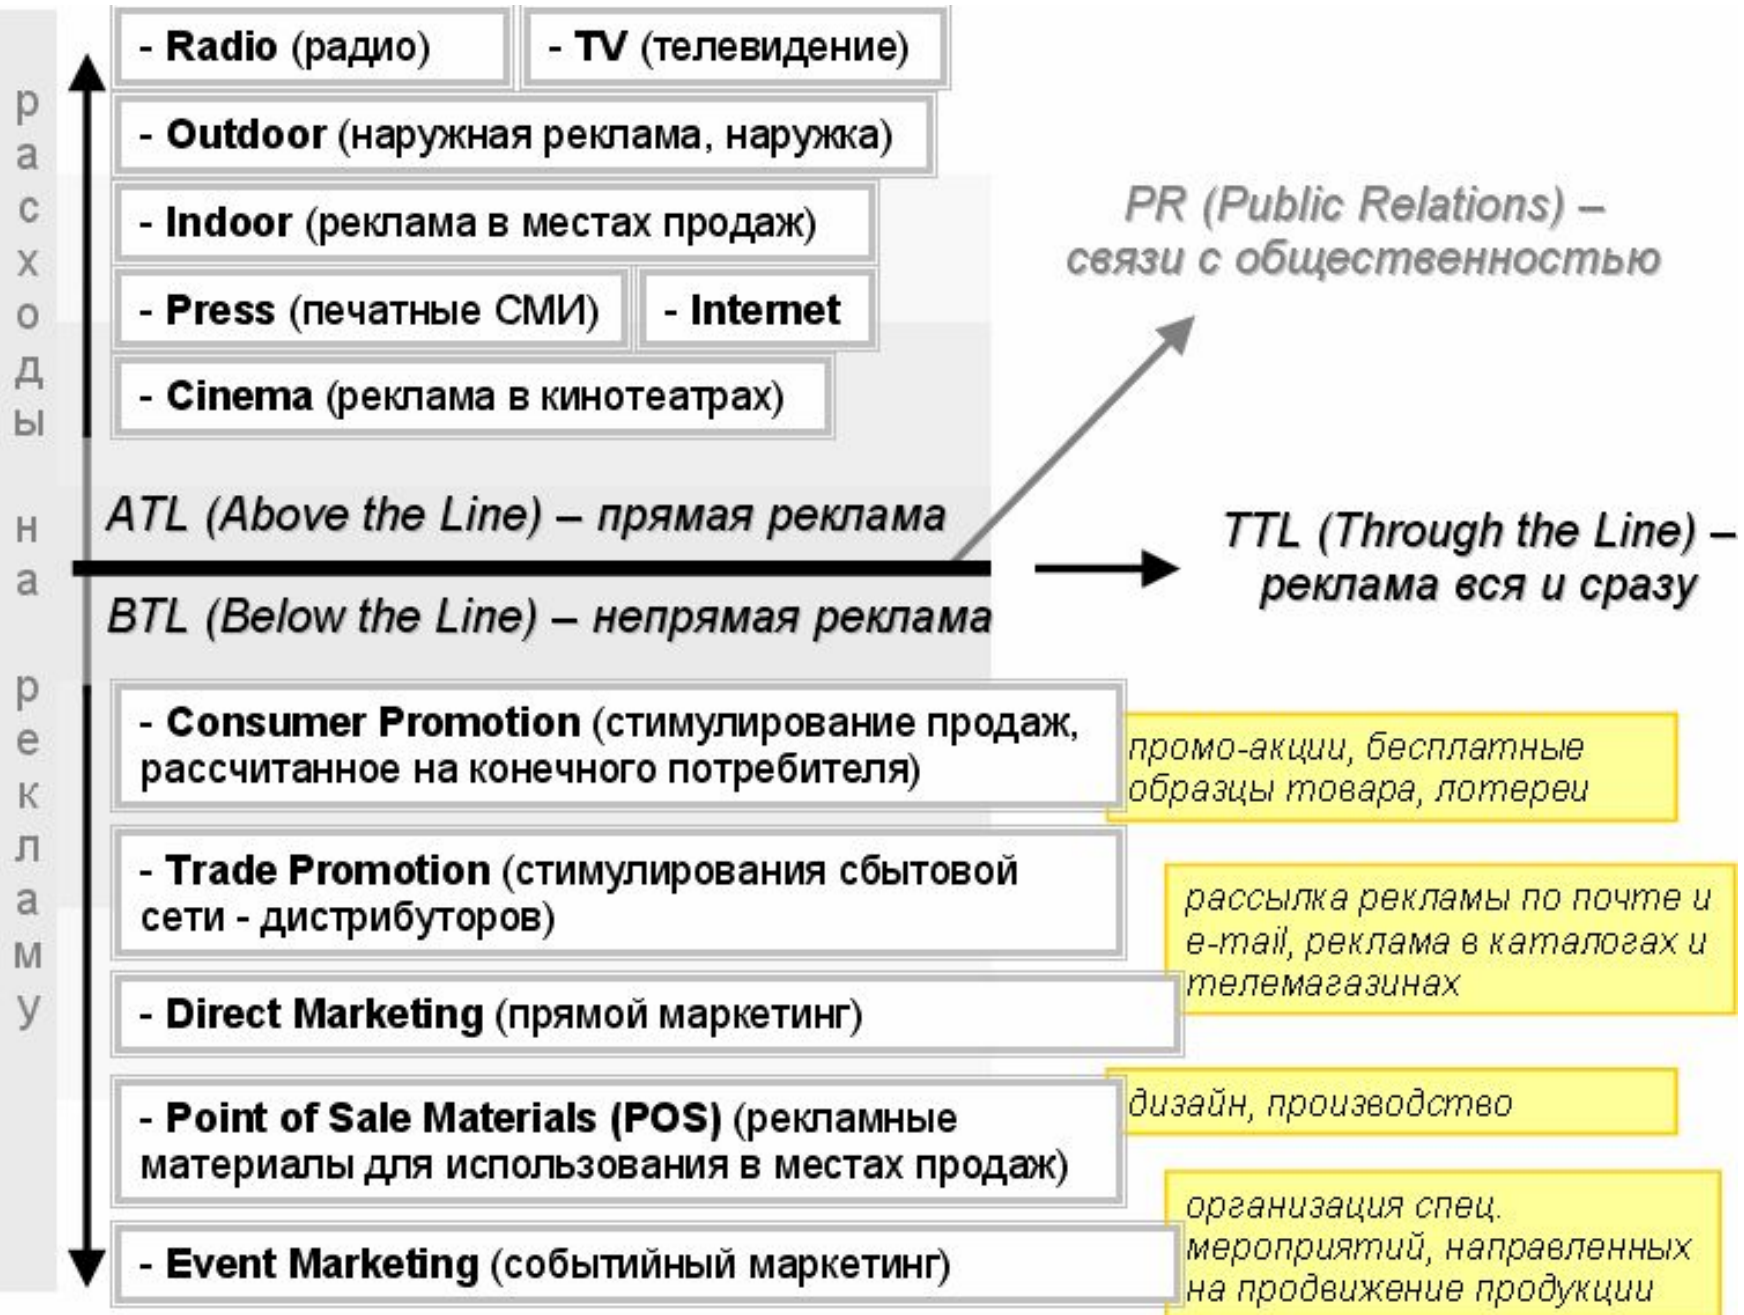 расходы на рекламу
- Radio (радио)
- TV (телевидение)
- Outdoor (наружная реклама, наружка)
- Indoor (реклама в местах продаж)
- Press (печатные СМИ)
- Internet
- Cinema (реклама в кинотеатрах)
PR (Public Relations) –
связи с общественностью
ATL (Above the Line) – прямая реклама
TTL (Through the Line) –
реклама вся и сразу
BTL (Below the Line) – непрямая реклама
- Consumer Promotion (стимулирование продаж,
рассчитанное на конечного потребителя)
промо-акции, бесплатные
образцы товара, лотереи
- Trade Promotion (стимулирования сбытовой
сети - дистрибуторов)
- Direct Marketing (прямой маркетинг)
рассылка рекламы по почте и
e-mail, реклама в каталогах и
телемагазинах
- Point of Sale Materials (POS) (рекламные
материалы для использования в местах продаж)
дизайн, производство
- Event Marketing (событийный маркетинг)
организация спец.
мероприятий, направленных
на продвижение продукции